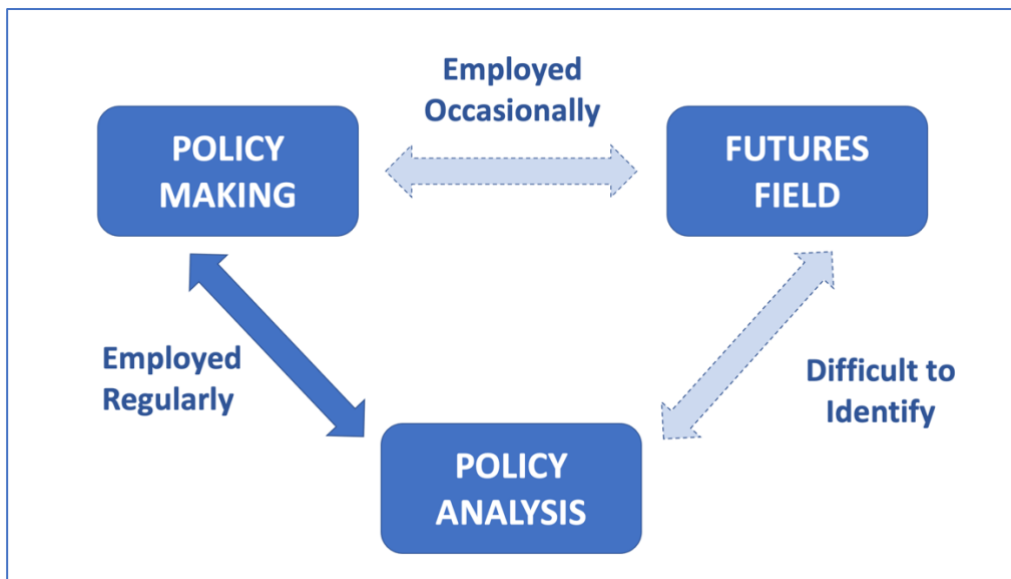 Employed
Occasionally
POLICY
MAKING
FUTURES
FIELD
Employed
Regularly
Difficult to
Identify
POLICY
ANALYSIS